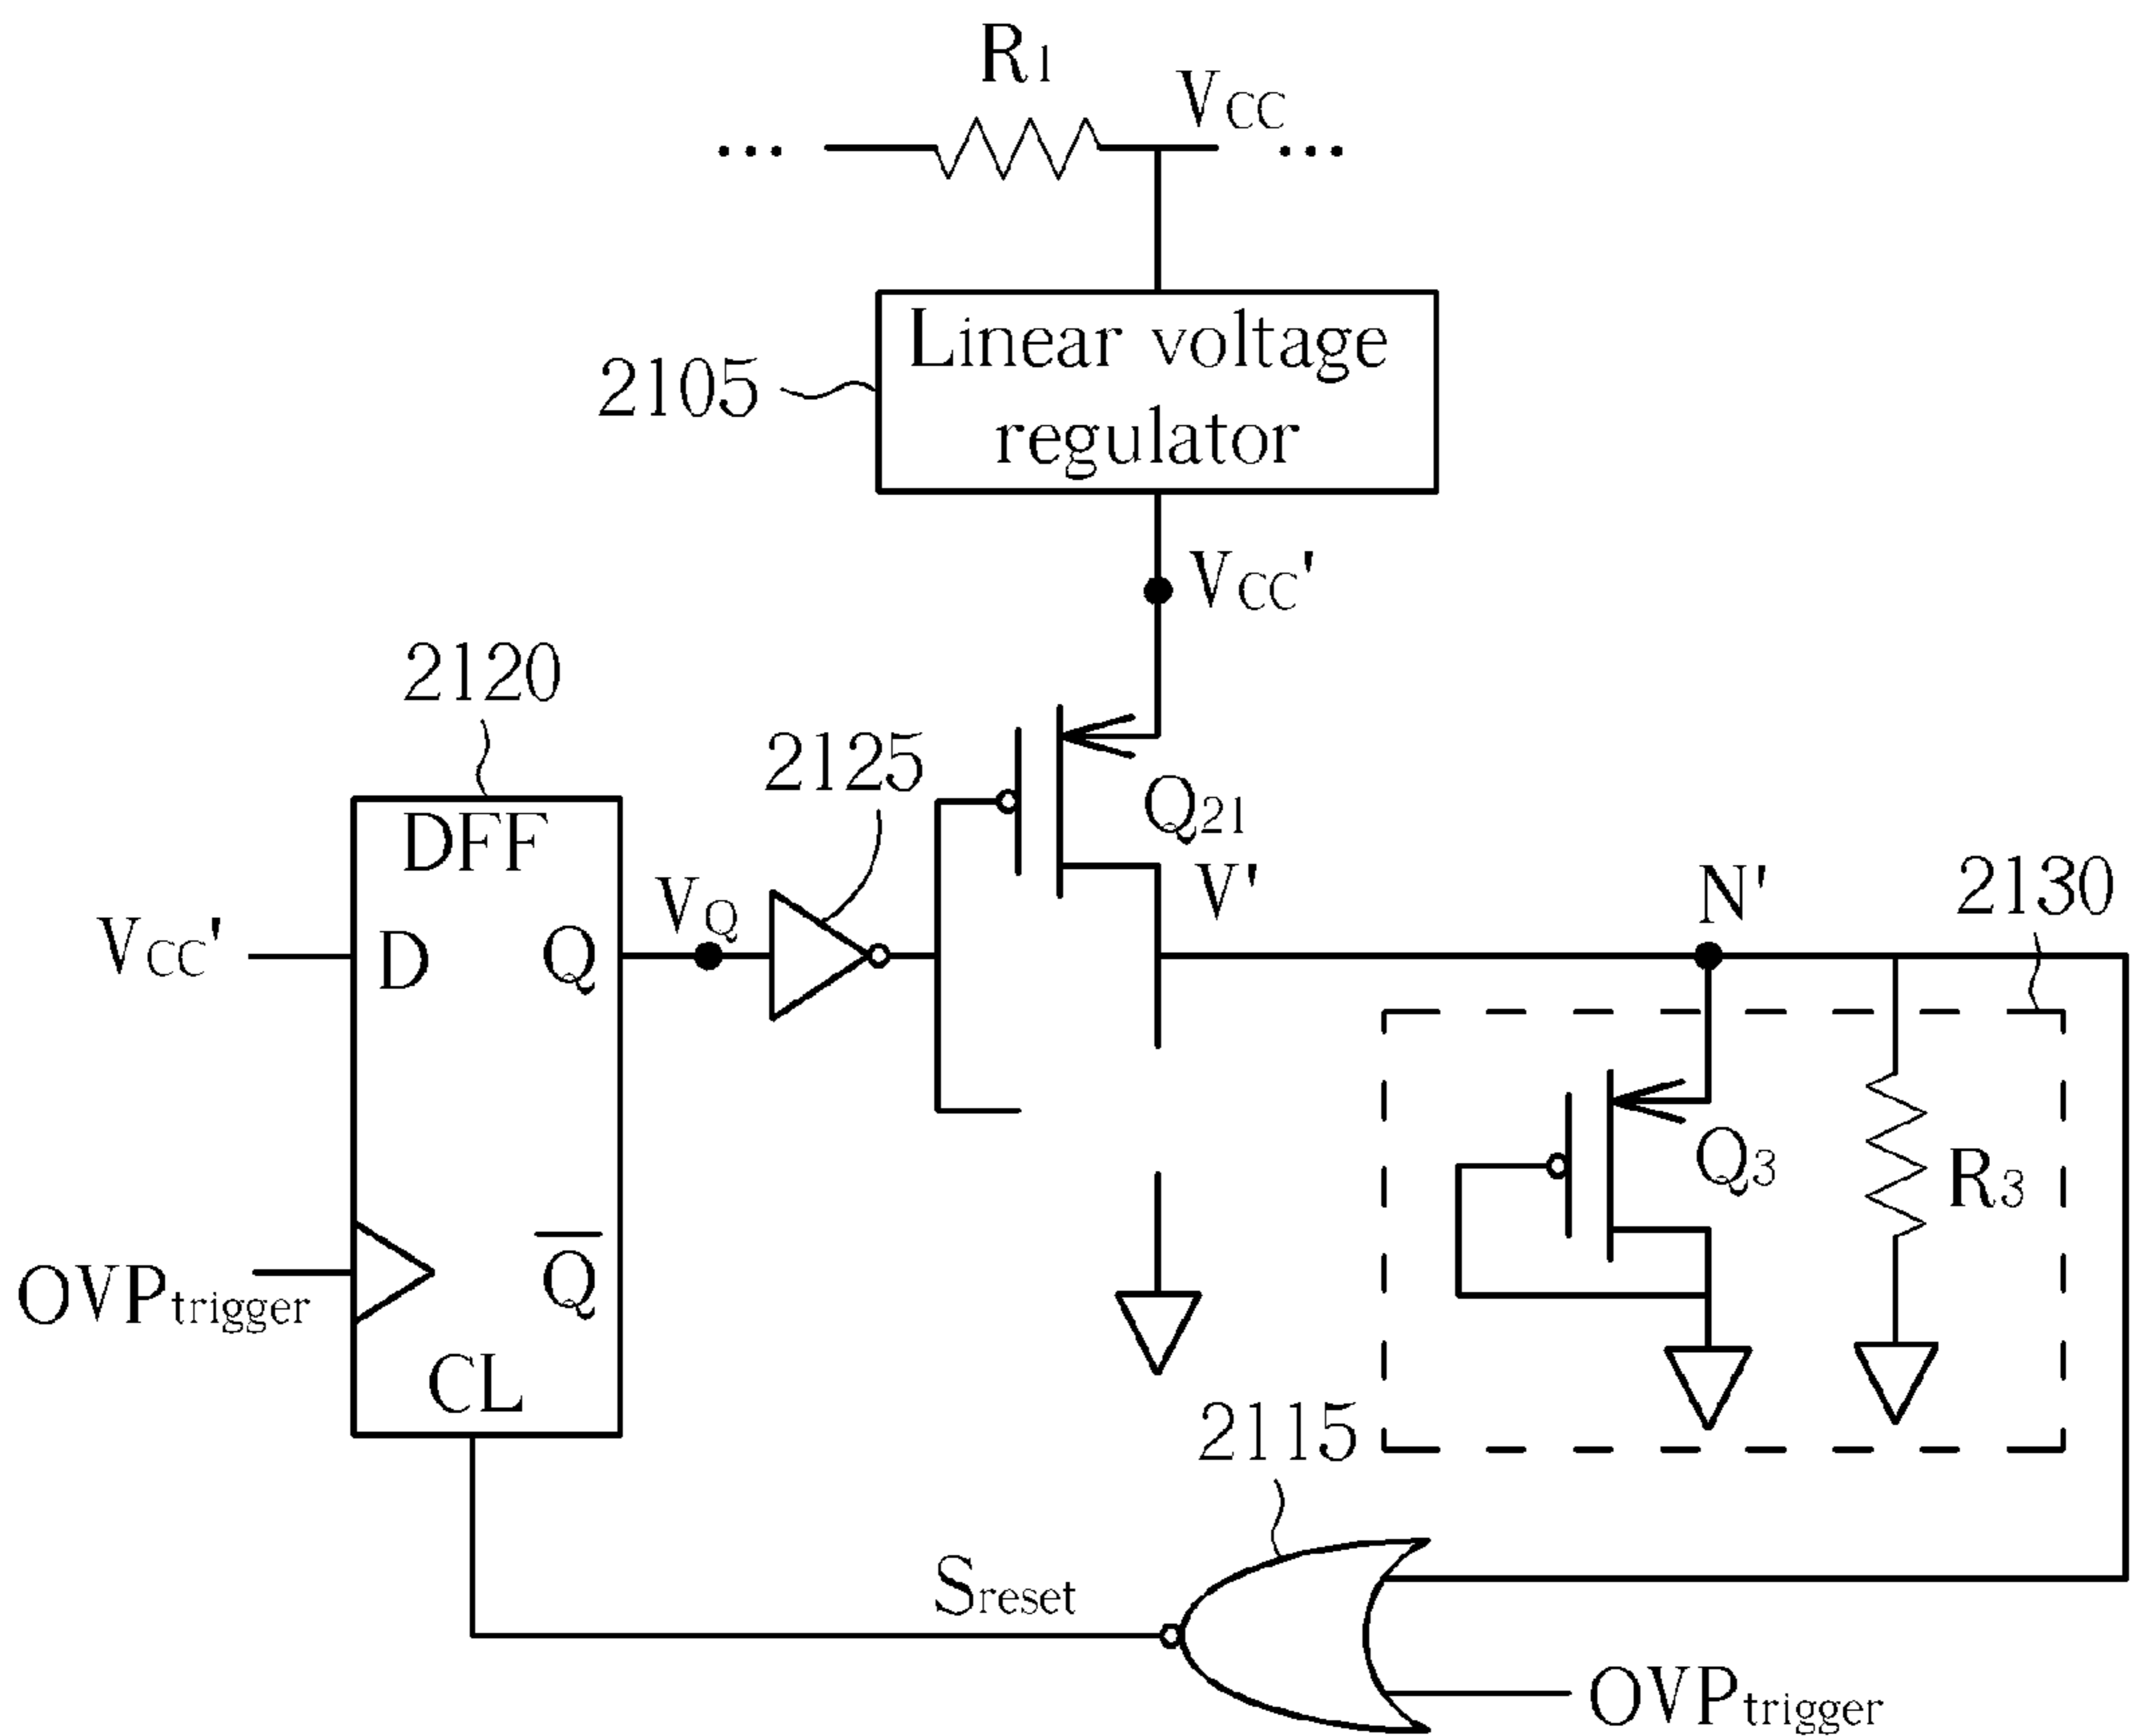 R1
VCC
... ...
Linear voltage
regulator
2105
VCC'
2120
2125
Q21
DFF
V'
N'
2130
VQ
VCC'
D
Q
Q3
R3
OVPtrigger
Q
CL
2115
Sreset
OVPtrigger